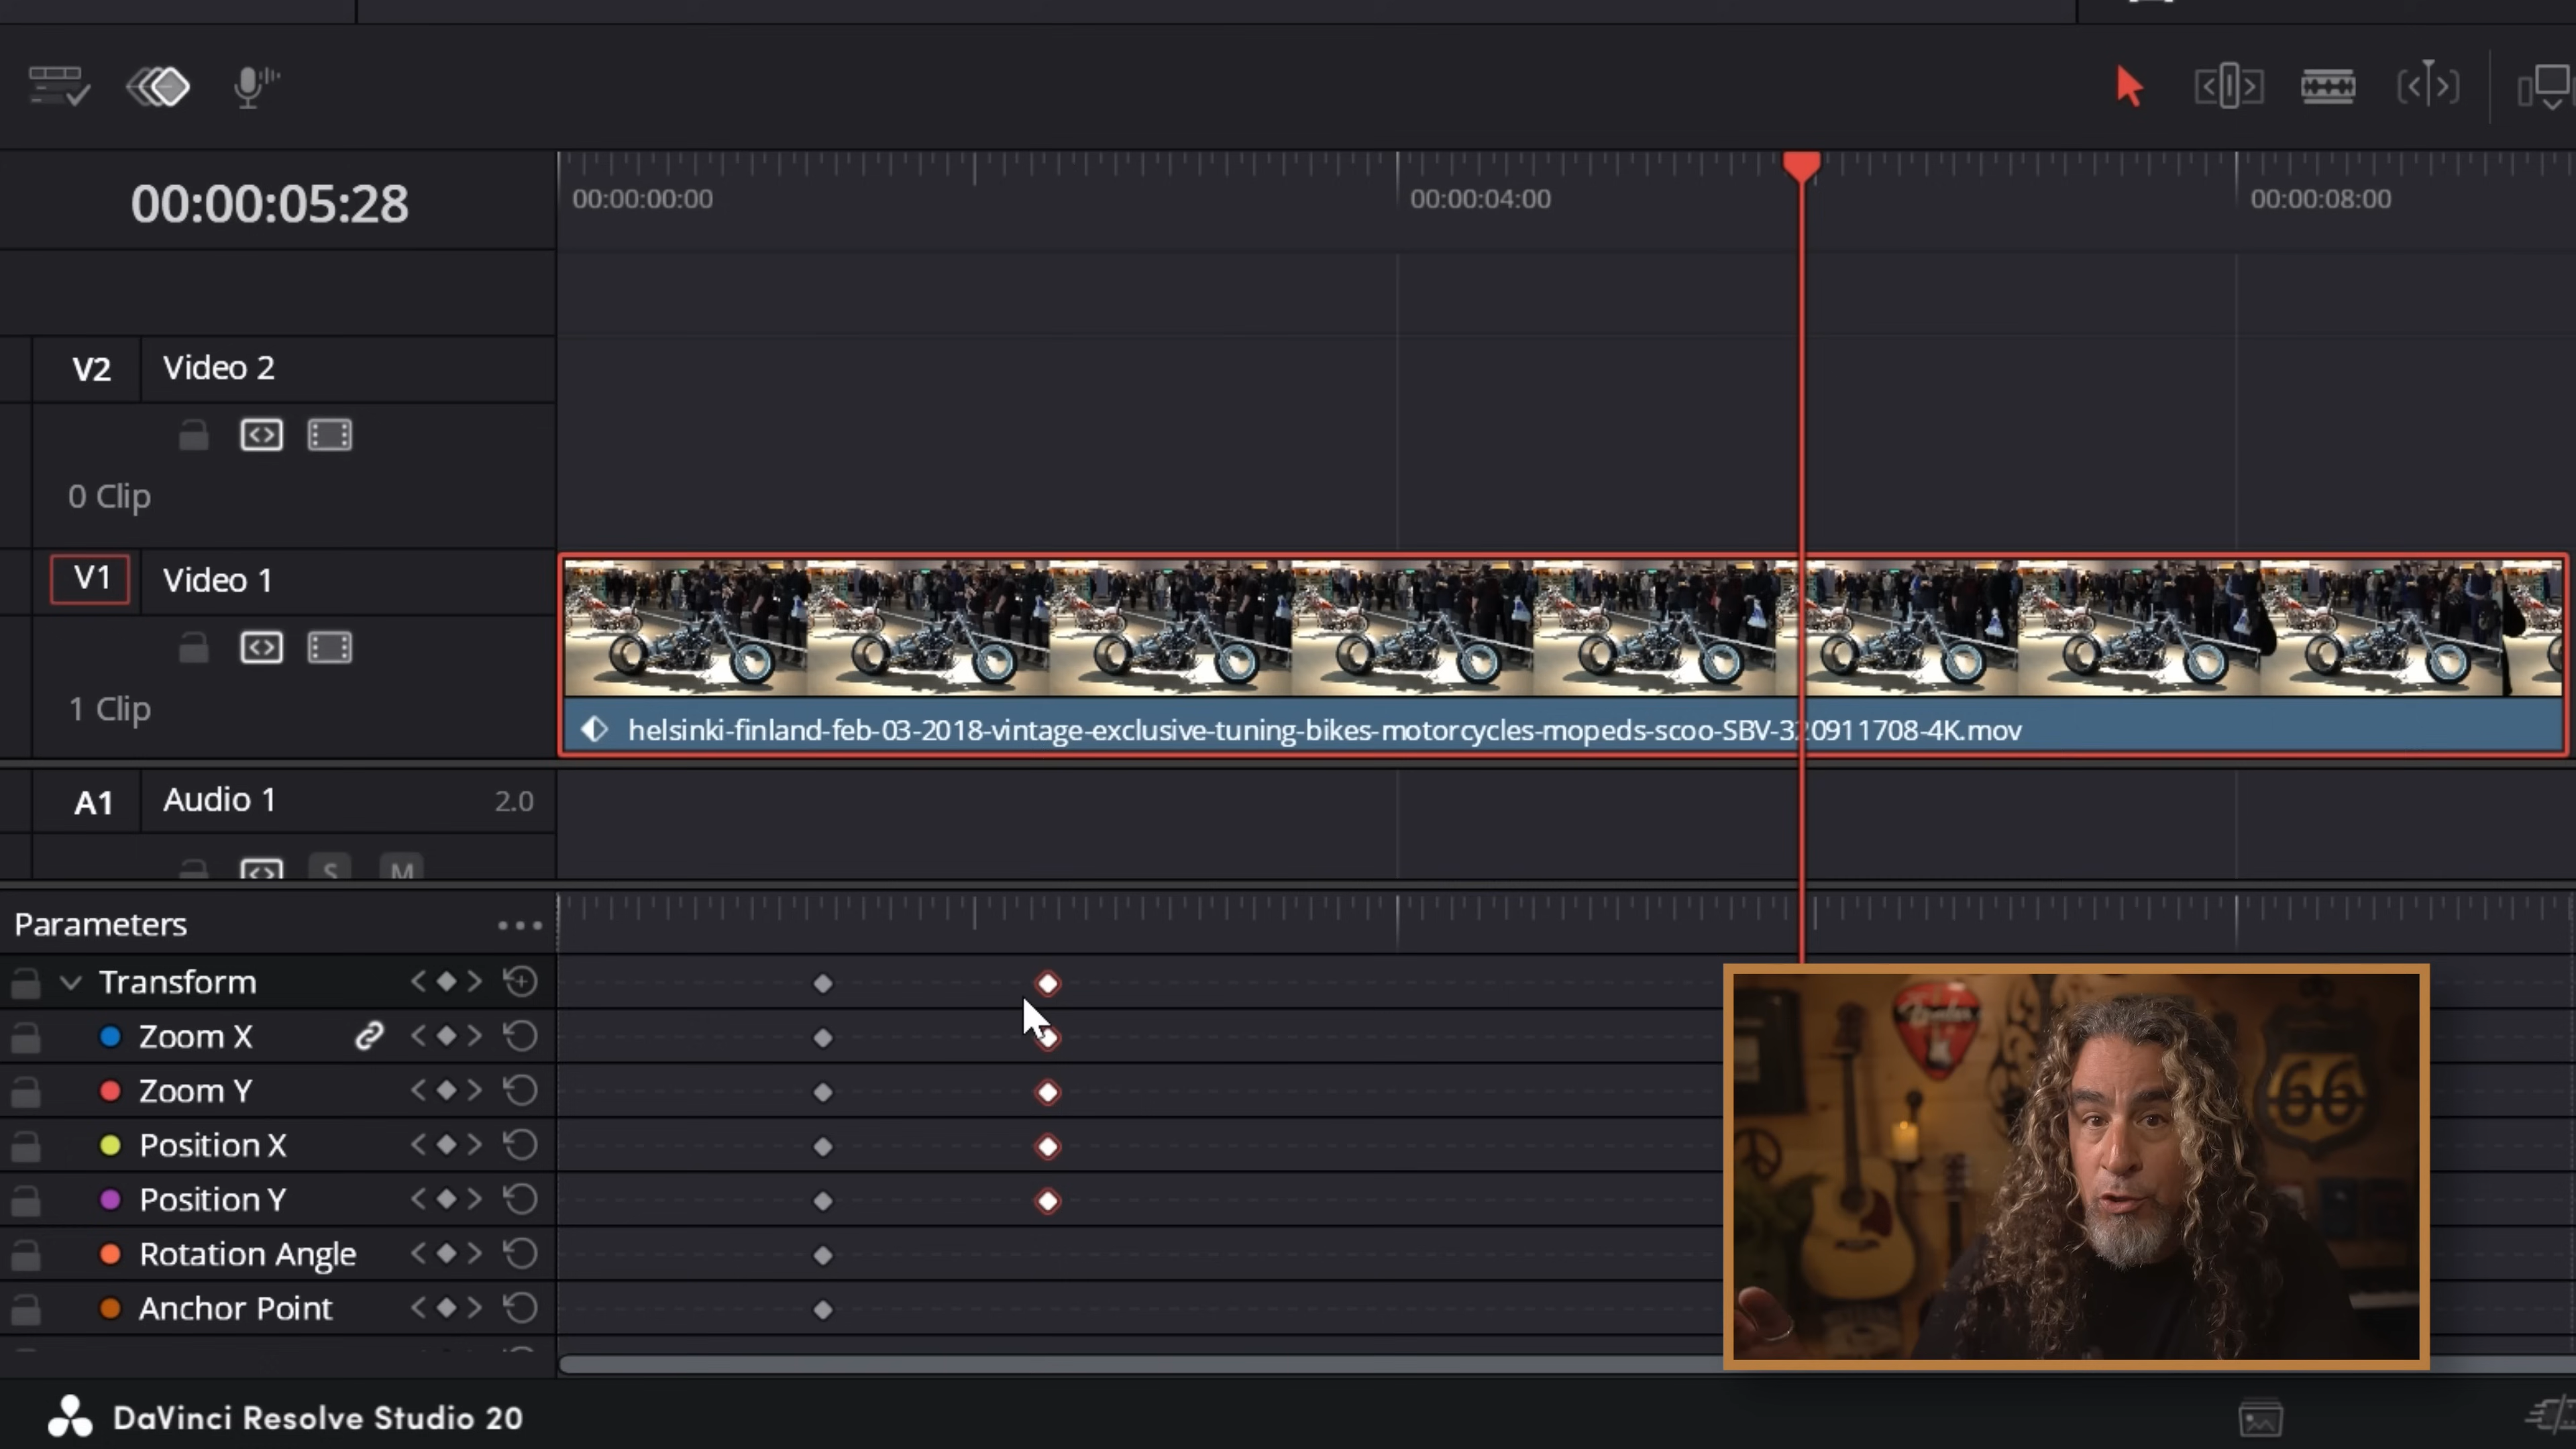 00:00:05:28
00:00:00:00
00:00:04:00
00:00:08:00
V2 Video 2
0 Clip
V1 Video 1
1 Clip
helsinki-finland-feb-03-2018-vintage-exclusive-tuning-bikes-motorcycles-mopeds-scoo-SBV-320911708-4K.mov
A1 Audio 1 2.0
S M
Parameters
Transform
Zoom X
Zoom Y
Position X
Position Y
Rotation Angle
Anchor Point
Fender
66
DaVinci Resolve Studio 20